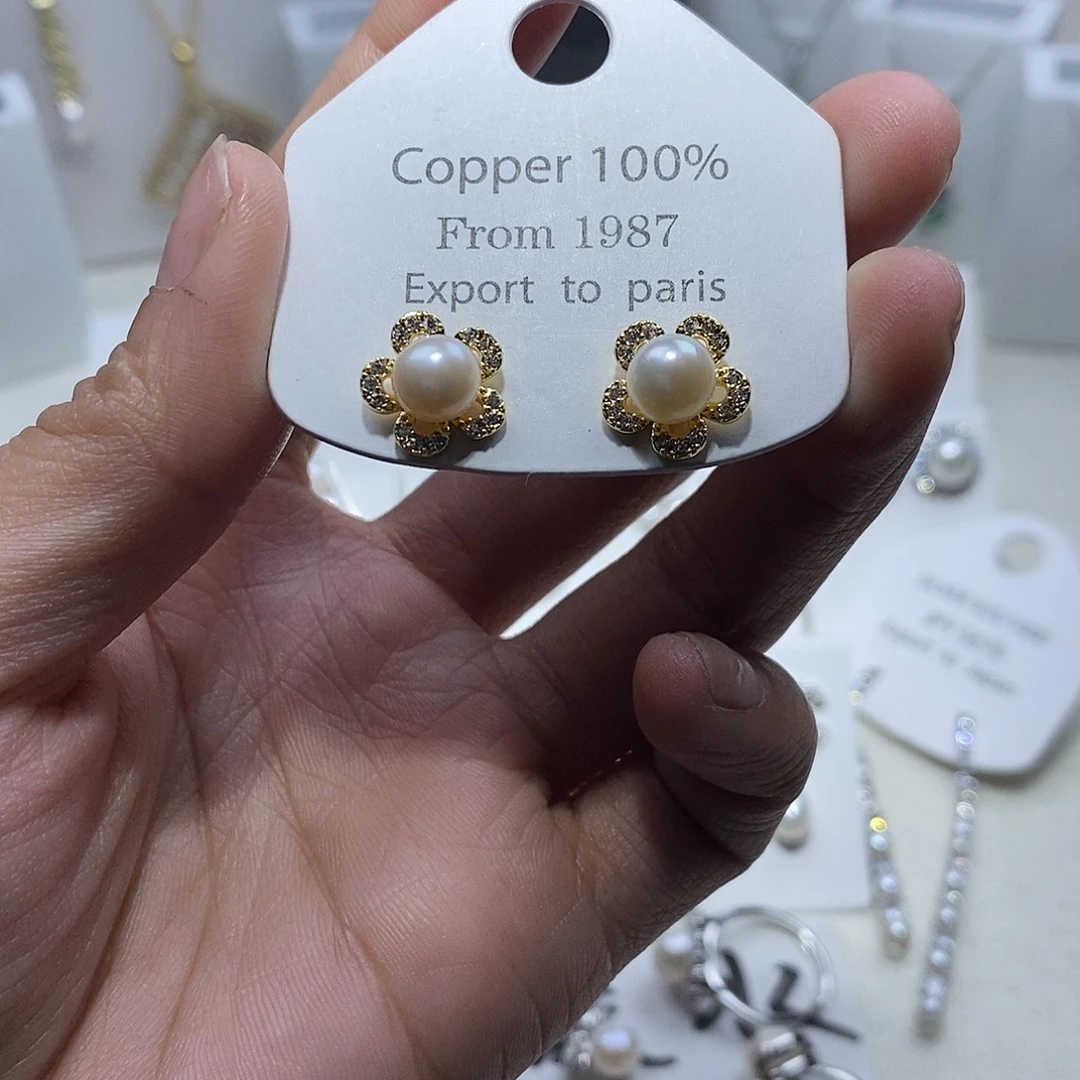 Copper 100%
From 1987
Export to paris